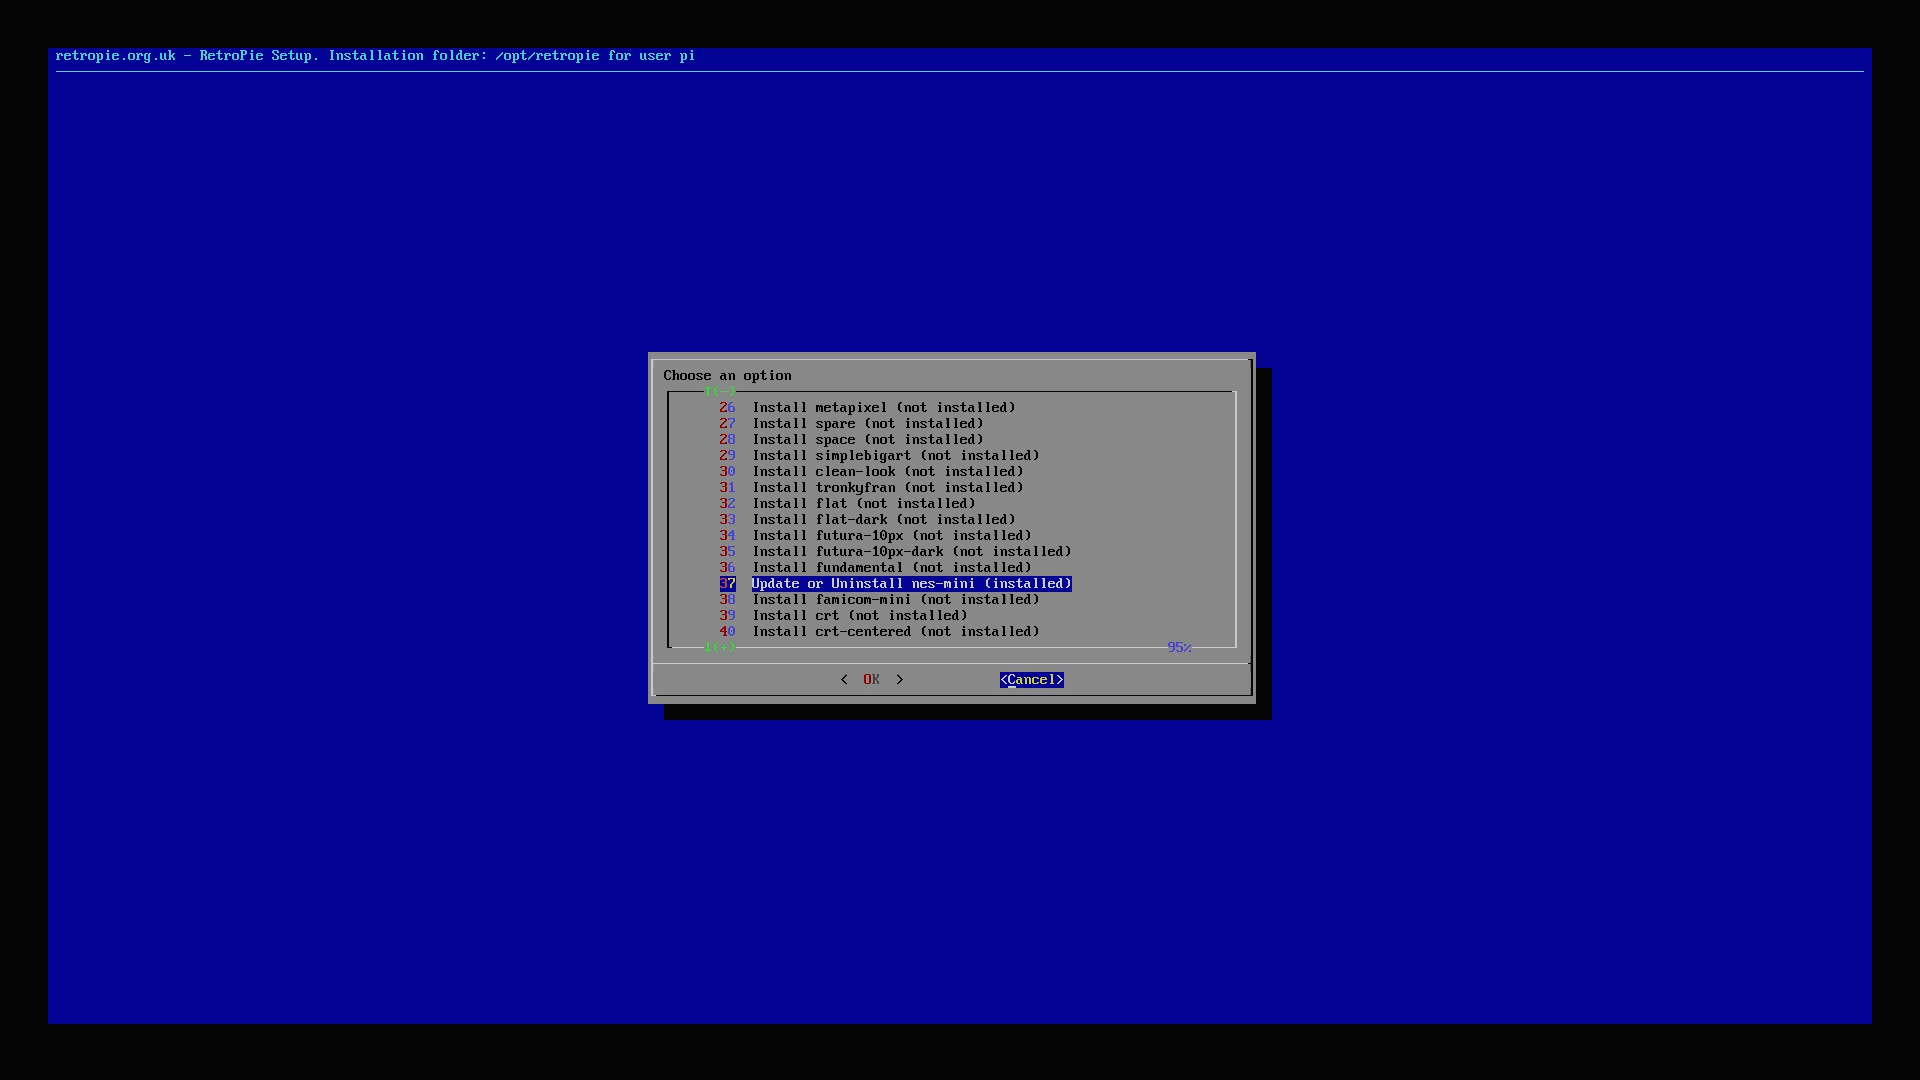 retropie.org.uk - RetroPie Setup. Installation folder: /opt/retropie for user pi
Choose an option
↑(-)
26 Install metapixel (not installed)
27 Install spare (not installed)
28 Install space (not installed)
29 Install simplebigart (not installed)
30 Install clean-look (not installed)
31 Install tronkyfran (not installed)
32 Install flat (not installed)
33 Install flat-dark (not installed)
34 Install futura-10px (not installed)
35 Install futura-10px-dark (not installed)
36 Install fundamental (not installed)
37 Update or Uninstall nes-mini (installed)
38 Install famicom-mini (not installed)
39 Install crt (not installed)
40 Install crt-centered (not installed)
↓(+) 95%
< OK > <Cancel>